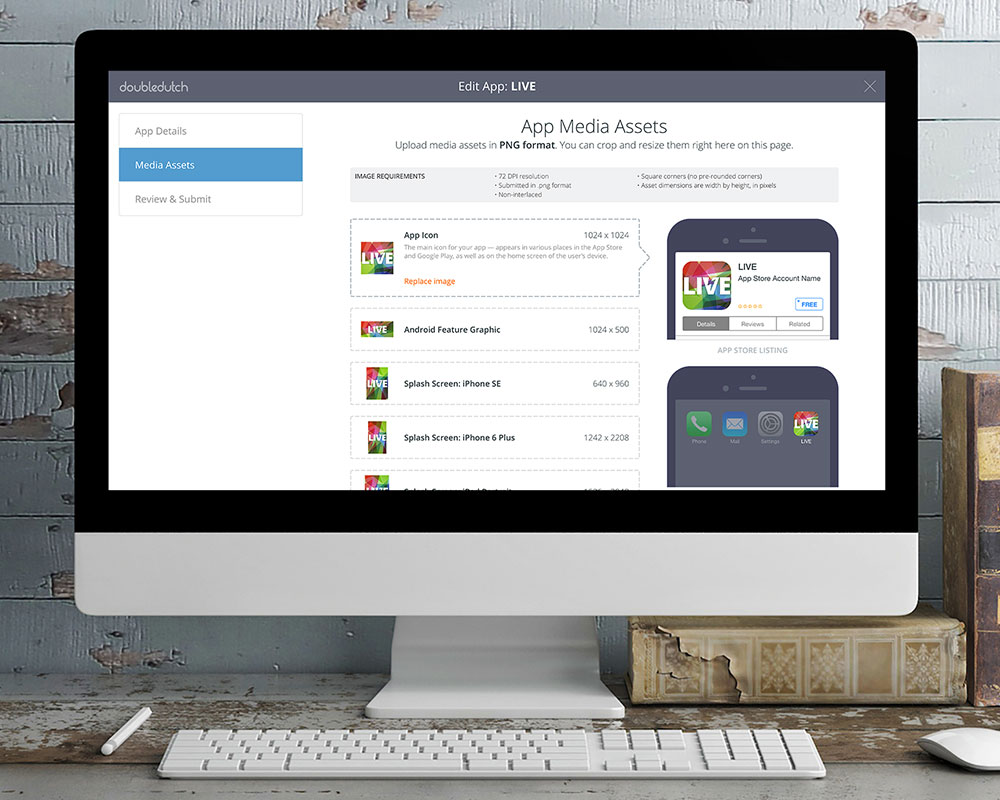 doubledutch
Edit App: LIVE
App Details
Media Assets
Review & Submit
App Media Assets
Upload media assets in PNG format. You can crop and resize them right here on this page.
IMAGE REQUIREMENTS
• 72 DPI resolution
• Submitted in .png format
• Non-interlaced
• Square corners (no pre-rounded corners)
• Asset dimensions are width by height, in pixels
LIVE
App Icon 1024 x 1024
The main icon for your app — appears in various places in the App Store
and Google Play, as well as on the home screen of the user's device.
Replace image
LIVE
Android Feature Graphic 1024 x 500
LIVE
Splash Screen: iPhone SE 640 x 960
LIVE
Splash Screen: iPhone 6 Plus 1242 x 2208
LIVE
LIVE
LIVE
App Store Account Name
FREE
Details Reviews Related
APP STORE LISTING
LIVE
Phone Mail Settings LIVE